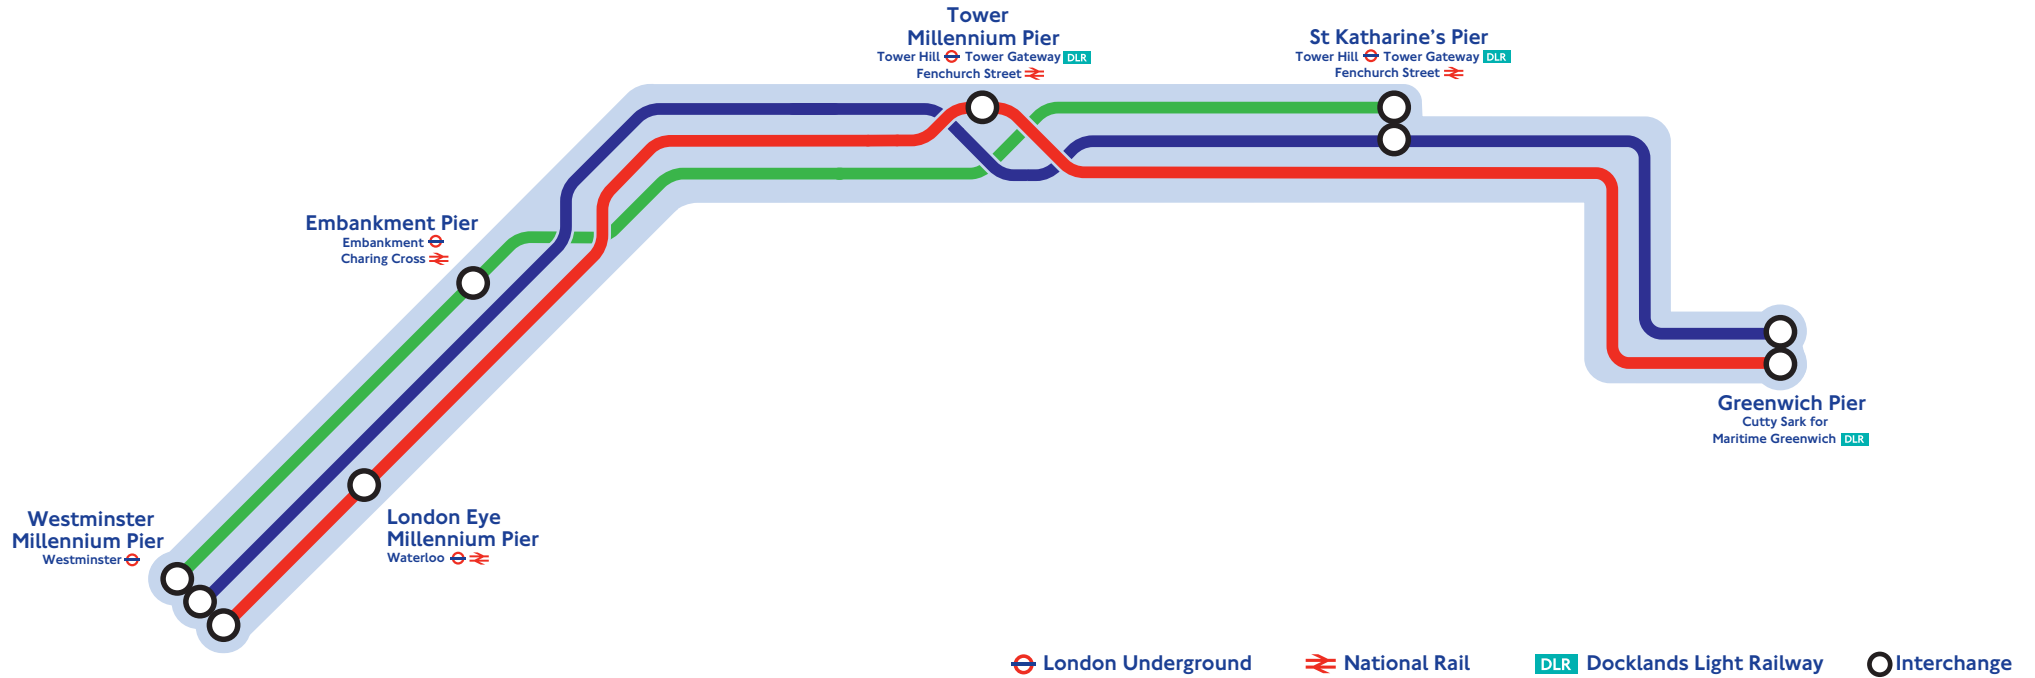 Tower
Millennium Pier
Tower Hill Tower Gateway DLR
Fenchurch Street
St Katharine's Pier
Tower Hill Tower Gateway DLR
Fenchurch Street
Embankment Pier
Embankment
Charing Cross
Greenwich Pier
Cutty Sark for
Maritime Greenwich DLR
Westminster
Millennium Pier
Westminster
London Eye
Millennium Pier
Waterloo
London Underground
National Rail
DLR Docklands Light Railway
Interchange